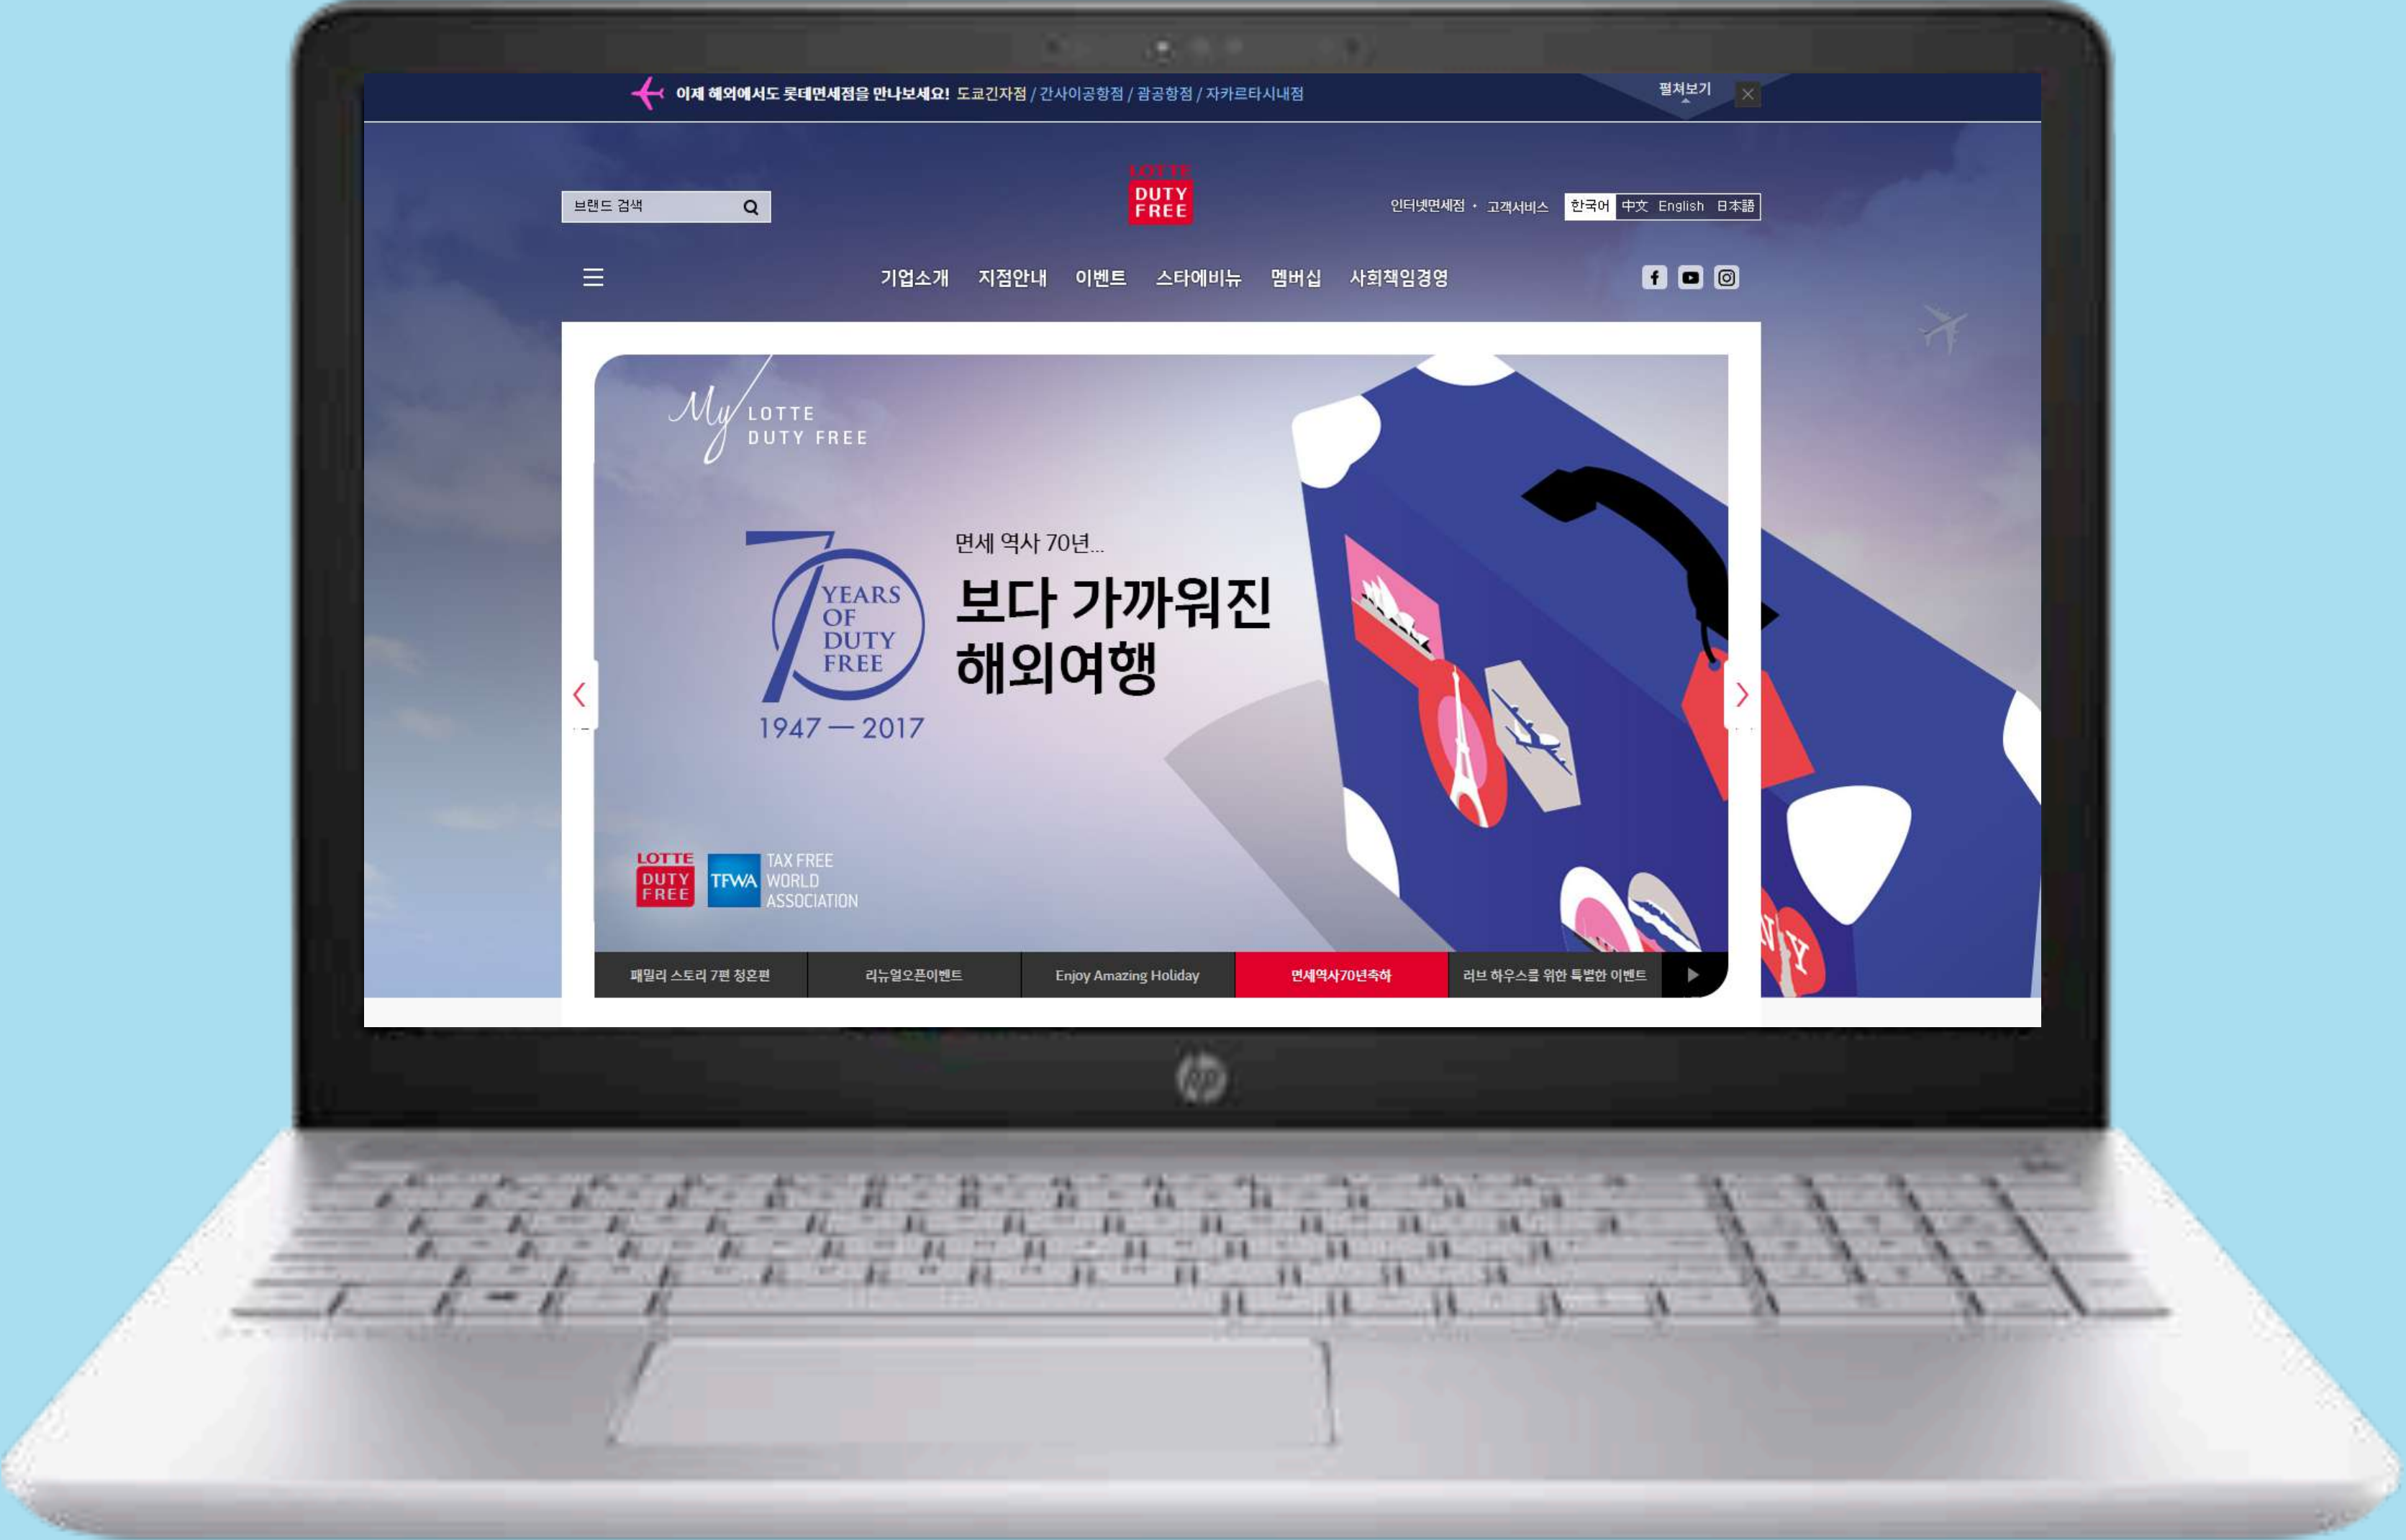 이제 해외에서도 롯데면세점을 만나보세요! 도쿄긴자점 / 간사이공항점 / 괌공항점 / 자카르타시내점
펼쳐보기
브랜드 검색
LOTTE
DUTY
FREE
인터넷면세점 · 고객서비스 한국어 中文 English 日本語
기업소개 지점안내 이벤트 스타에비뉴 멤버십 사회책임경영
My LOTTE
DUTY FREE
70
YEARS
OF
DUTY
FREE
1947 — 2017
면세 역사 70년...
보다 가까워진
해외여행
LOTTE
DUTY
FREE
TFWA
TAX FREE
WORLD
ASSOCIATION
NY
패밀리 스토리 7편 청혼편
리뉴얼오픈이벤트
Enjoy Amazing Holiday
면세역사70년축하
러브 하우스를 위한 특별한 이벤트
hp